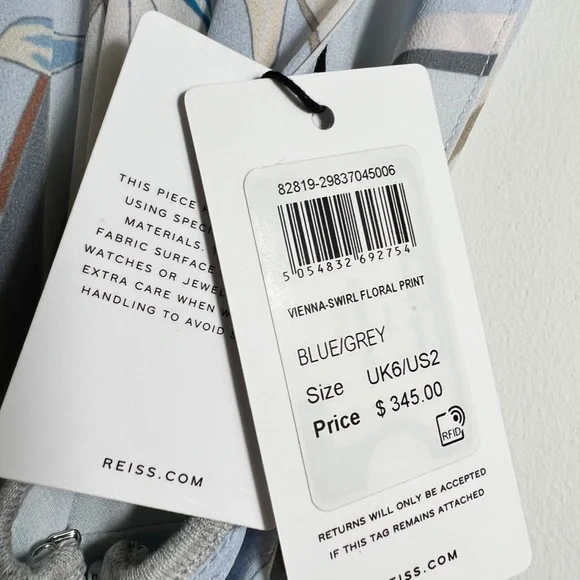 THIS PIECE
USING
MATERIALS.
FABRIC SURFACE
WATCHES OR
EXTRA CARE WHEN
HANDLING TO AVOID
REISS.COM
82819-29837045006
5 054832 692754
VIENNA-SWIRL FLORAL PRINT
BLUE/GREY
Size UK6/US2
Price $ 345.00
RFID
RETURNS WILL ONLY BE ACCEPTED
IF THIS TAG REMAINS ATTACHED
REISS.COM